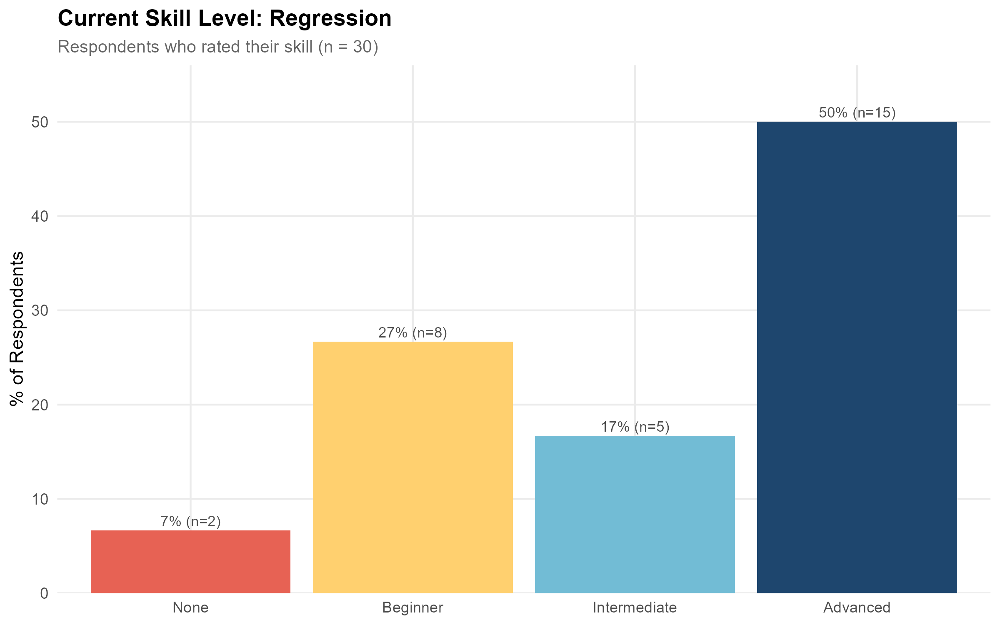 Current Skill Level: Regression
Respondents who rated their skill (n = 30)
% of Respondents
50
40
30
20
10
0
7% (n=2)
27% (n=8)
17% (n=5)
50% (n=15)
None
Beginner
Intermediate
Advanced